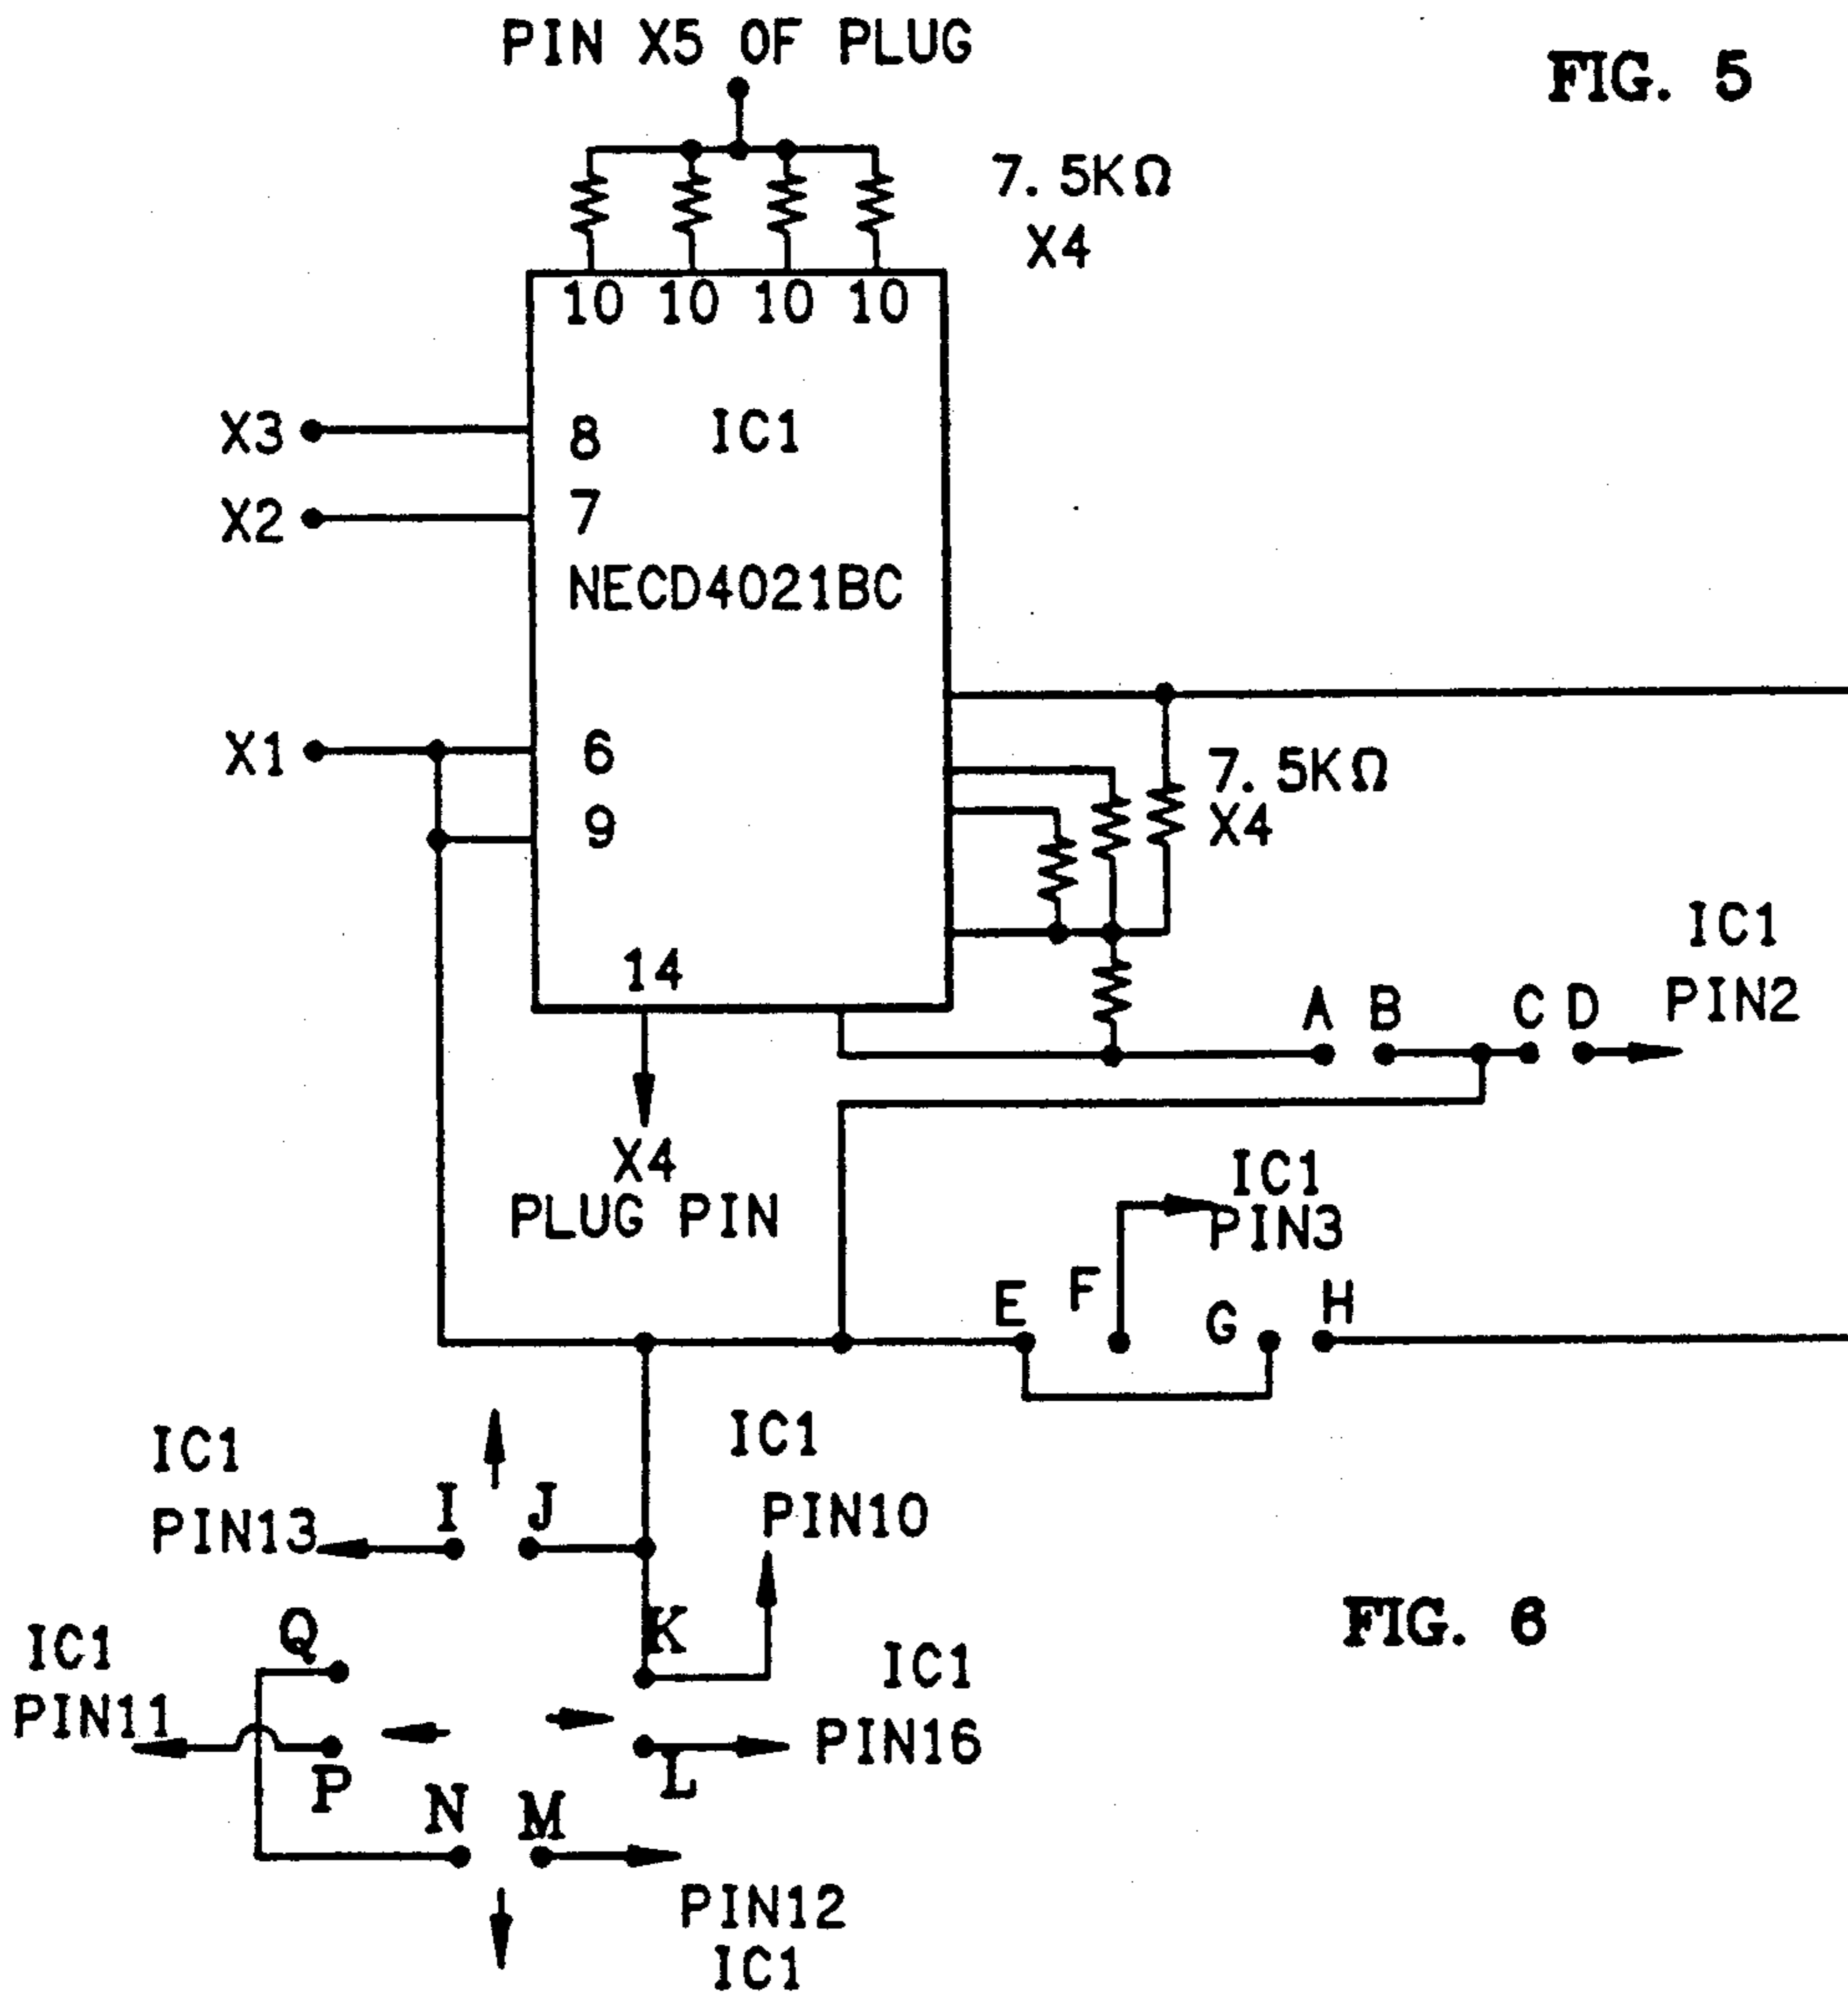 PIN X5 OF PLUG
FIG. 5
7.5KΩ
X4
10 10 10 10
X3
8
IC1
X2
7
NECD4021BC
X1
6
7.5KΩ
X4
9
14
IC1
PIN2
A B C D
X4
PLUG PIN
IC1
PIN3
E F G H
IC1
PIN13
I J
IC1
PIN10
K
FIG. 6
Q
IC1
PIN11
IC1
PIN16
P
L
N M
PIN12
IC1